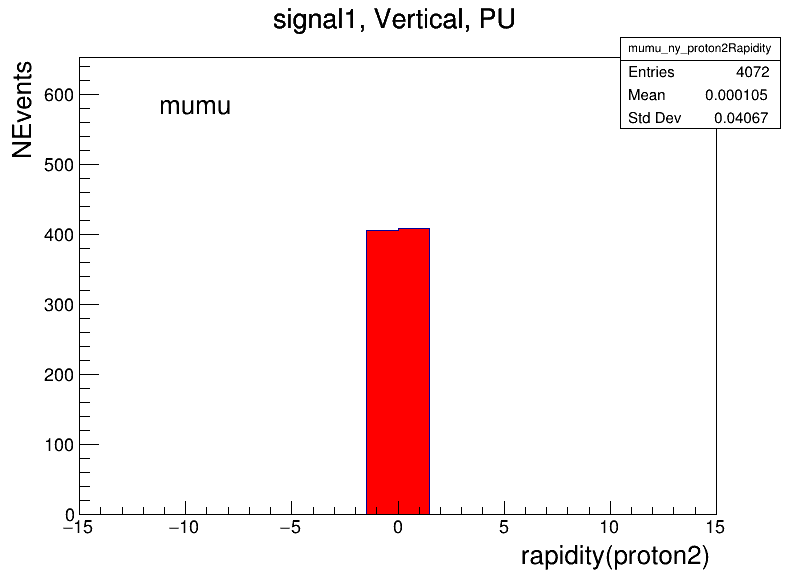 signal1, Vertical, PU
mumu_ny_proton2Rapidity
Entries 4072
Mean 0.000105
Std Dev 0.04067
NEvents
mumu
600
500
400
300
200
100
0
−15 −10 −5 0 5 10 15
rapidity(proton2)